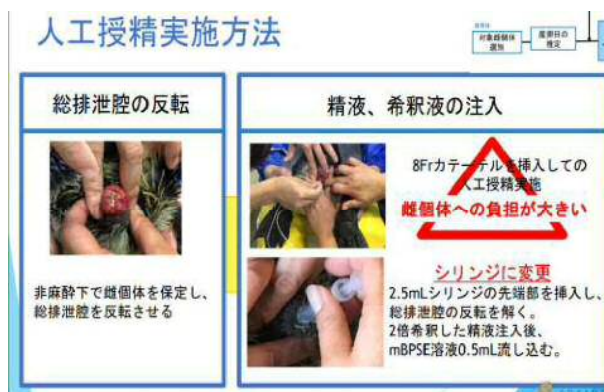 人工授精実施方法
対象雌個体
選別
産卵日の
推定
総排泄腔の反転
非麻酔下で雌個体を保定し、
総排泄腔を反転させる
精液、希釈液の注入
8Frカテーテルを挿入しての
人工授精実施
雌個体への負担が大きい
シリンジに変更
2.5mLシリンジの先端部を挿入し、
総排泄腔の反転を解く。
2倍希釈した精液注入後、
mBPSE溶液0.5mL流し込む。